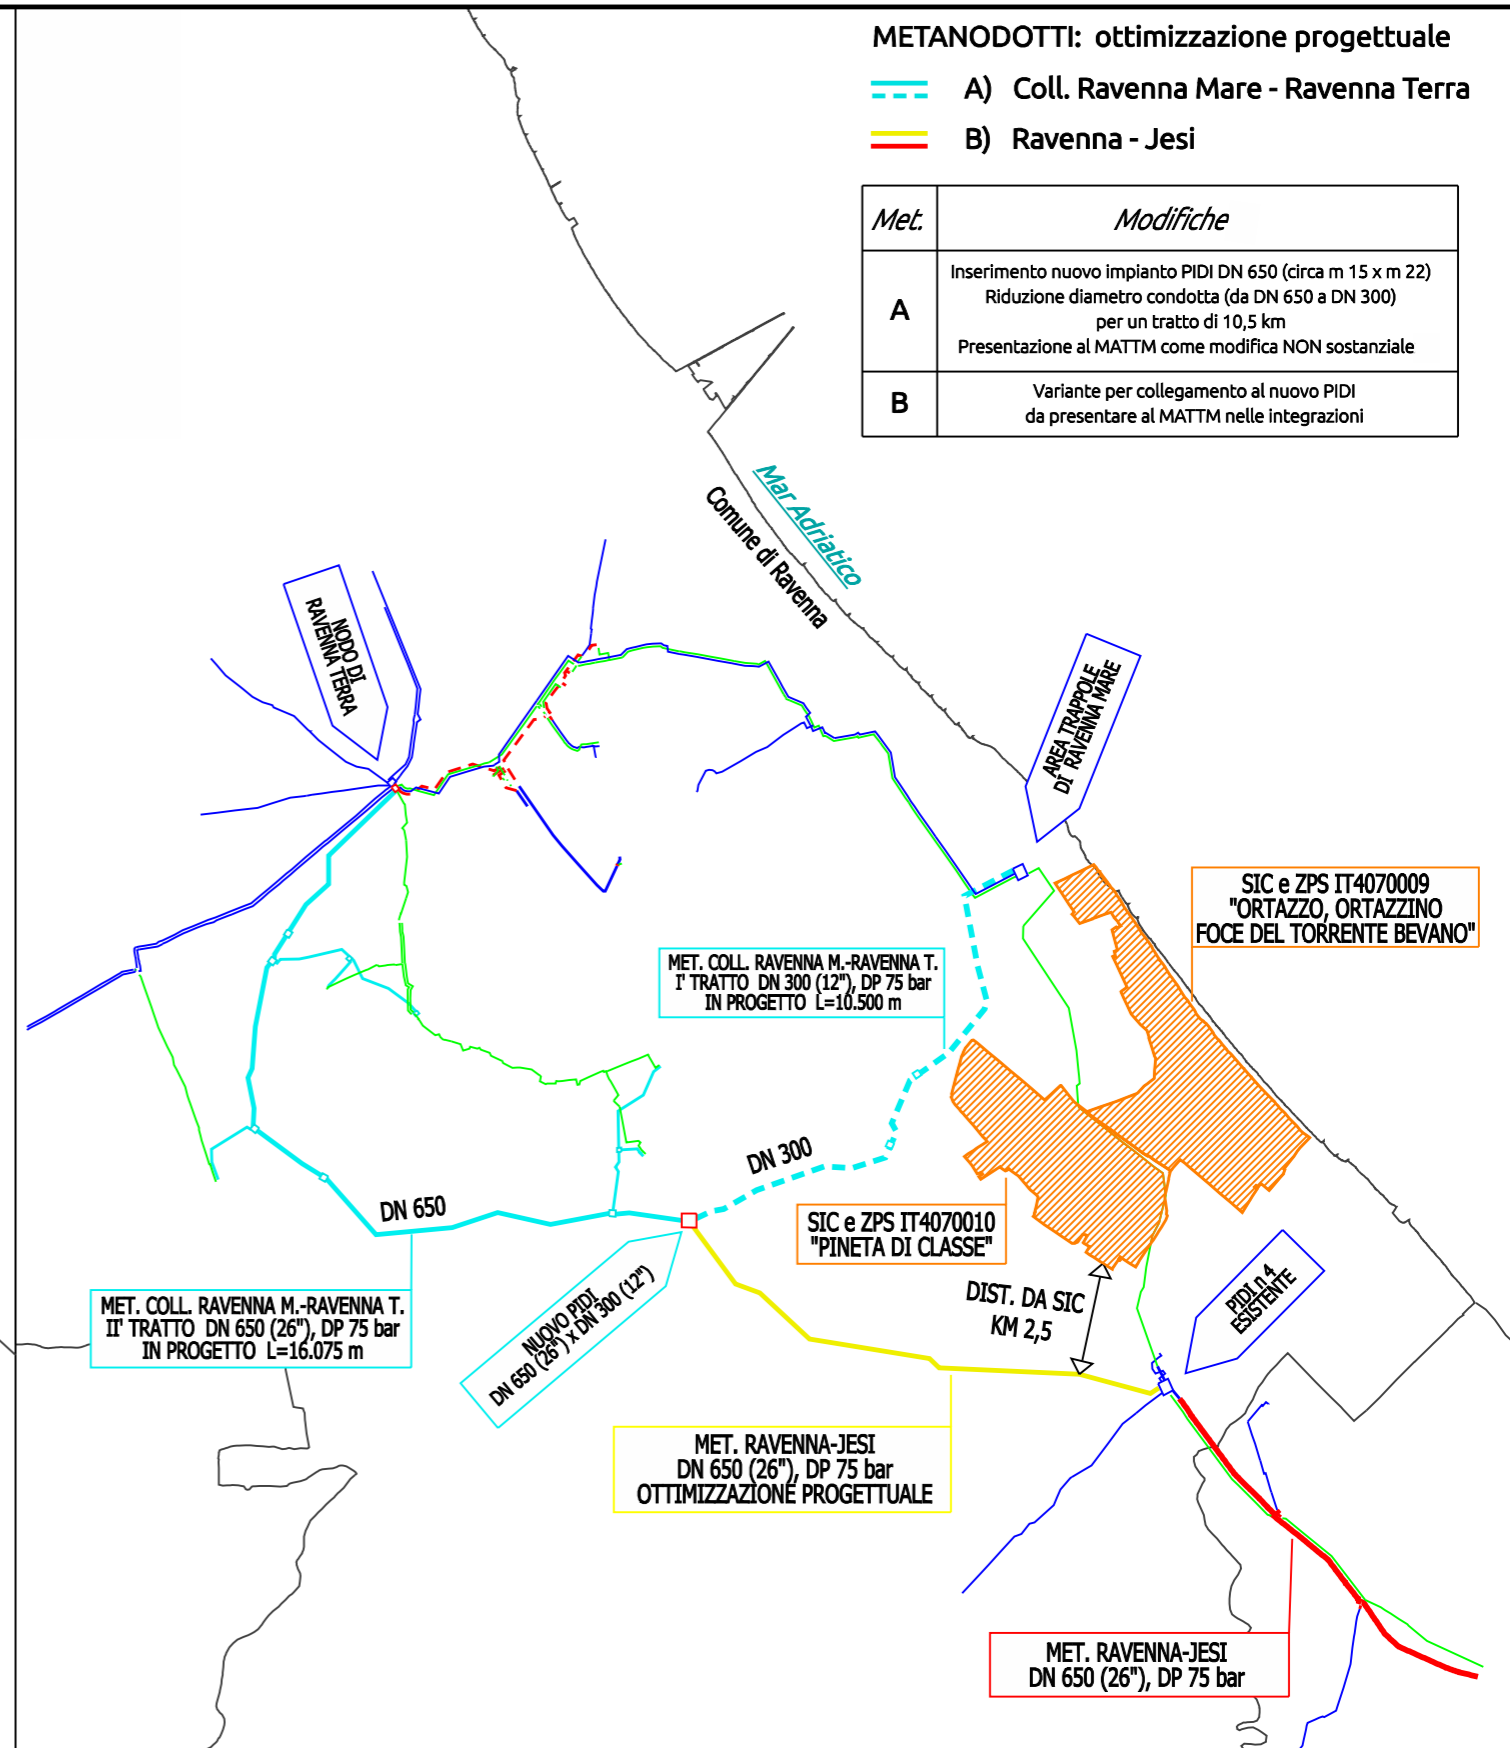 METANODOTTI: ottimizzazione progettuale
A) Coll. Ravenna Mare - Ravenna Terra
B) Ravenna - Jesi
Met. Modifiche
A
Inserimento nuovo impianto PIDI DN 650 (circa m 15 x m 22)
Riduzione diametro condotta (da DN 650 a DN 300)
per un tratto di 10,5 km
Presentazione al MATTM come modifica NON sostanziale
B
Variante per collegamento al nuovo PIDI
da presentare al MATTM nelle integrazioni
Mar Adriatico
Comune di Ravenna
NODO DI
RAVENNA TERRA
AREA TRAPPOLE
DI RAVENNA MARE
SIC e ZPS IT4070009
"ORTAZZO, ORTAZZINO
FOCE DEL TORRENTE BEVANO"
MET. COLL. RAVENNA M.-RAVENNA T.
I' TRATTO DN 300 (12"), DP 75 bar
IN PROGETTO L=10.500 m
DN 300
DN 650
SIC e ZPS IT4070010
"PINETA DI CLASSE"
DIST. DA SIC
KM 2,5
PIDI n 4
ESISTENTE
MET. COLL. RAVENNA M.-RAVENNA T.
II' TRATTO DN 650 (26"), DP 75 bar
IN PROGETTO L=16.075 m
NUOVO PIDI
DN 650 (26") x DN 300 (12")
MET. RAVENNA-JESI
DN 650 (26"), DP 75 bar
OTTIMIZZAZIONE PROGETTUALE
MET. RAVENNA-JESI
DN 650 (26"), DP 75 bar